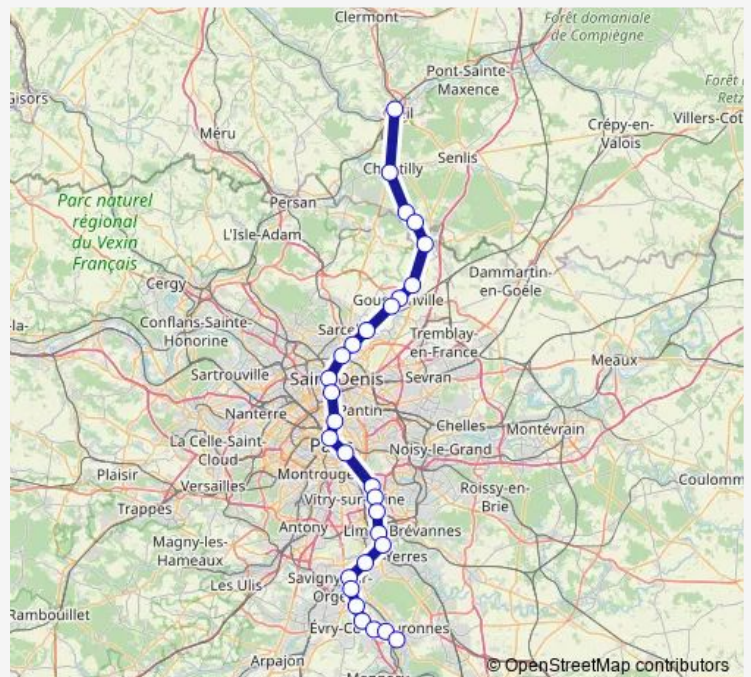 Clermont
Forêt domaniale
de Compiègne
Pont-Sainte-
Maxence
Gisors
Forêt
Retz
Méru
Crépy-en-
Valois
Villers-Cot
Senlis
Parc naturel
régional
du Vexin
Français
Persan
L'Isle-Adam
Dammartin-
en-Goële
Cergy
Conflans-Sainte-
Honorine
Tremblay-
en-France
-la-
Meaux
Sartrouville
Sevran
Nanterre
Pantin
Chelles
Montévrain
La Celle-Saint-
Cloud
Noisy-le-Grand
Plaisir
Versailles
Montrouge
Roissy-en-
Brie
Coulomm
Trappes
Antony
Magny-les-
Hameaux
Les Ulis
Rambouillet
Arpajon
© OpenStreetMap contributors